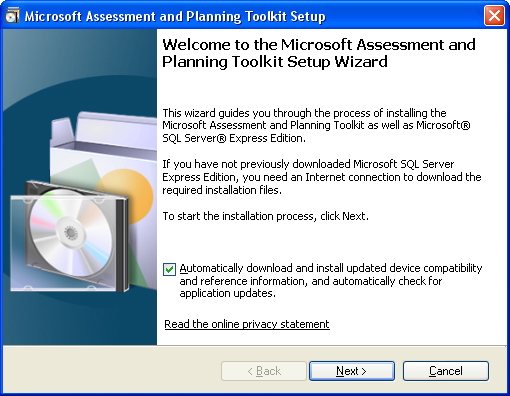 Microsoft Assessment and Planning Toolkit Setup
Welcome to the Microsoft Assessment and
Planning Toolkit Setup Wizard
This wizard guides you through the process of installing the
Microsoft Assessment and Planning Toolkit as well as Microsoft®
SQL Server® Express Edition.
If you have not previously downloaded Microsoft SQL Server
Express Edition, you need an Internet connection to download the
required installation files.
To start the installation process, click Next.
Automatically download and install updated device compatibility
and reference information, and automatically check for
application updates.
Read the online privacy statement
< Back
Next >
Cancel